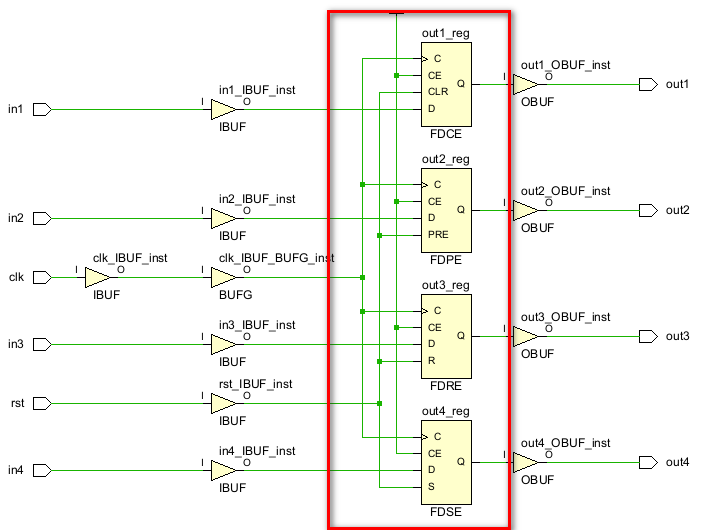 out1_reg
C
CE
CLR
D
Q
FDCE
in1
I
in1_IBUF_inst
O
IBUF
I
out1_OBUF_inst
O
OBUF
out1
out2_reg
C
CE
D
PRE
Q
FDPE
in2
I
in2_IBUF_inst
O
IBUF
I
out2_OBUF_inst
O
OBUF
out2
clk
I
clk_IBUF_inst
O
IBUF
I
clk_IBUF_BUFG_inst
O
BUFG
out3_reg
C
CE
D
R
Q
FDRE
in3
I
in3_IBUF_inst
O
IBUF
I
out3_OBUF_inst
O
OBUF
out3
rst
I
rst_IBUF_inst
O
IBUF
out4_reg
C
CE
D
S
Q
FDSE
in4
I
in4_IBUF_inst
O
IBUF
I
out4_OBUF_inst
O
OBUF
out4